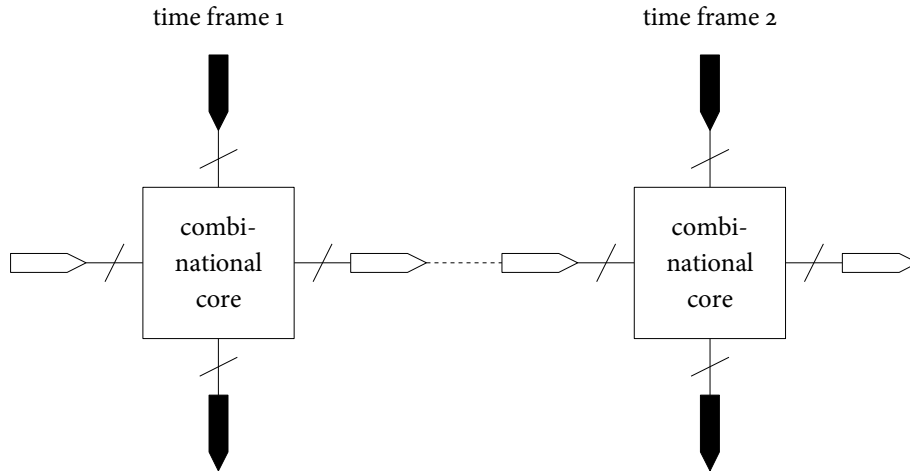 time frame 1
time frame 2
combi-
national
core
combi-
national
core